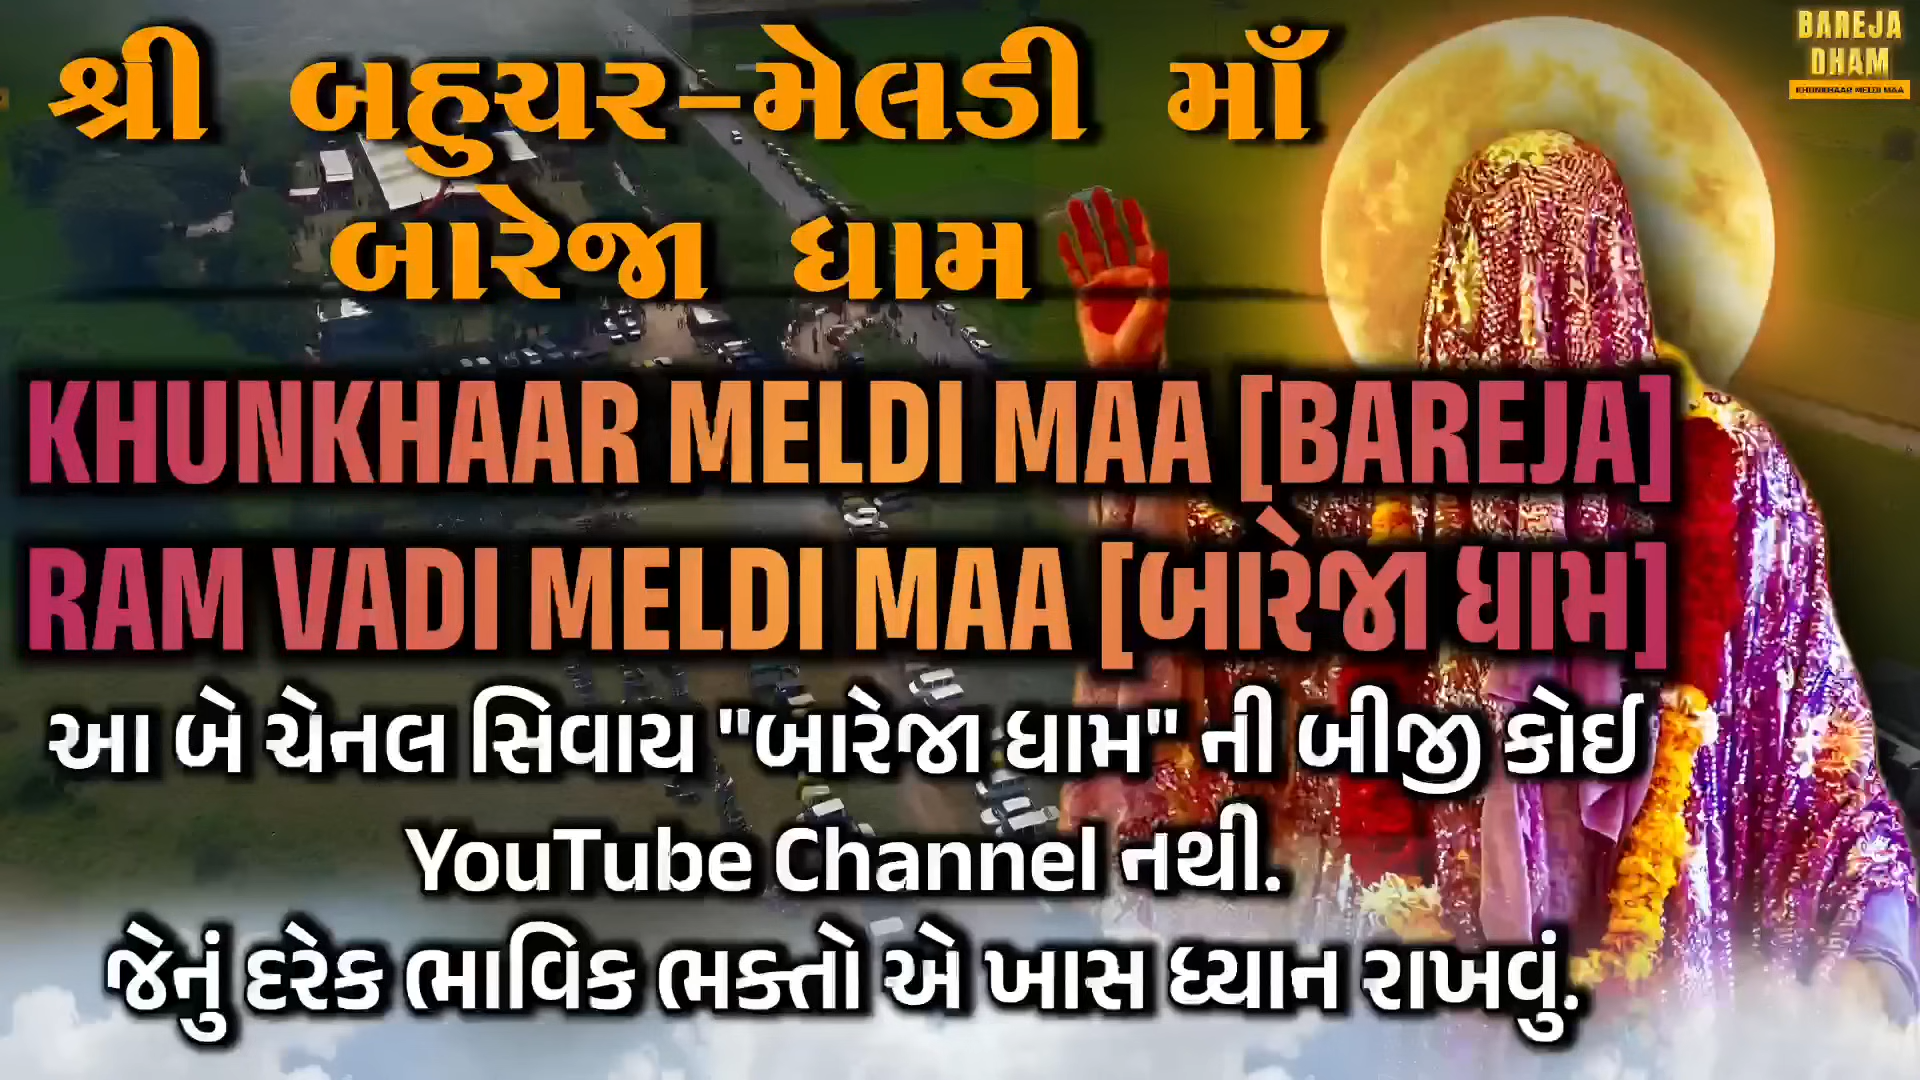 શ્રી બહુચર-મેલડી માઁ
બારેજા ધામ
BAREJA
DHAM
KHUNKHAAR MELDI MAA
KHUNKHAAR MELDI MAA [BAREJA]
RAM VADI MELDI MAA [બારેજા ધામ]
આ બે ચેનલ સિવાય "બારેજા ધામ" ની બીજી કોઈ
YouTube Channel નથી.
જેનું દરેક ભાવિક ભક્તો એ ખાસ ધ્યાન રાખવું.